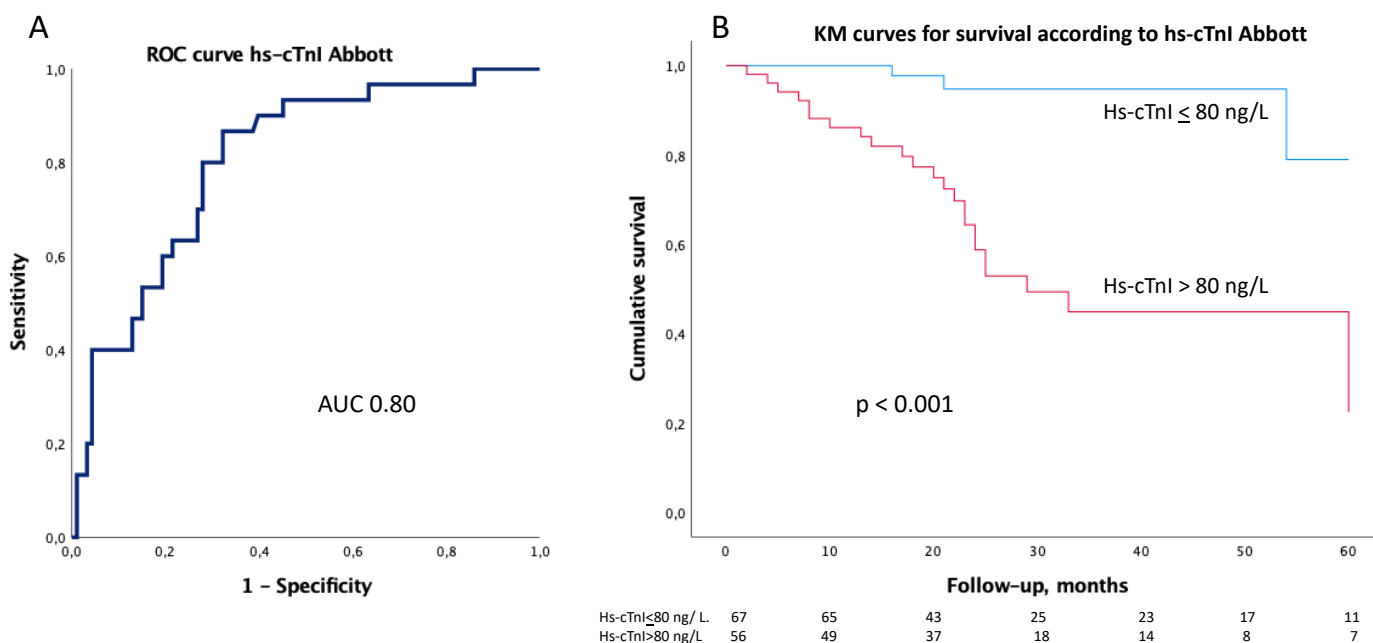 A
ROC curve hs-cTnI Abbott
1,0
0,8
0,6
0,4
0,2
0,0
Sensitivity
AUC 0.80
0,0 0,2 0,4 0,6 0,8 1,0
1 – Specificity
B
KM curves for survival according to hs-cTnI Abbott
1,0
0,8
0,6
0,4
0,2
0,0
Cumulative survival
Hs-cTnI ≤ 80 ng/L
Hs-cTnI > 80 ng/L
p < 0.001
0 10 20 30 40 50 60
Follow-up, months
Hs-cTnI≤80 ng/ L. 67 65 43 25 23 17 11
Hs-cTnI>80 ng/L 56 49 37 18 14 8 7